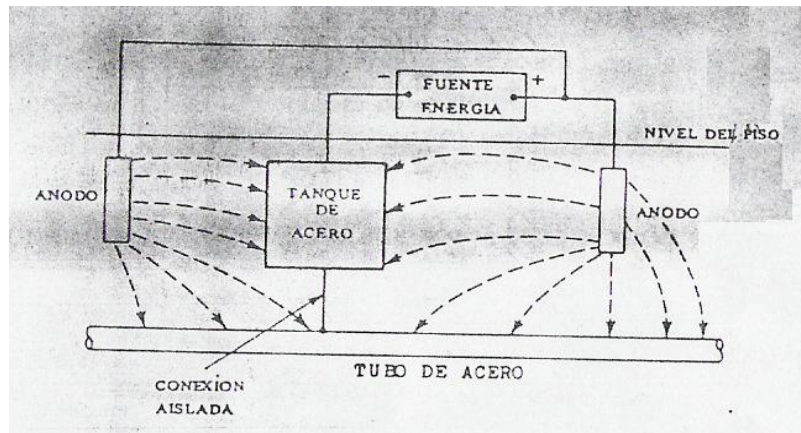 - FUENTE +
ENERGIA
NIVEL DEL PISO
ANODO
TANQUE
DE
ACERO
ANODO
TUBO DE ACERO
CONEXION
AISLADA